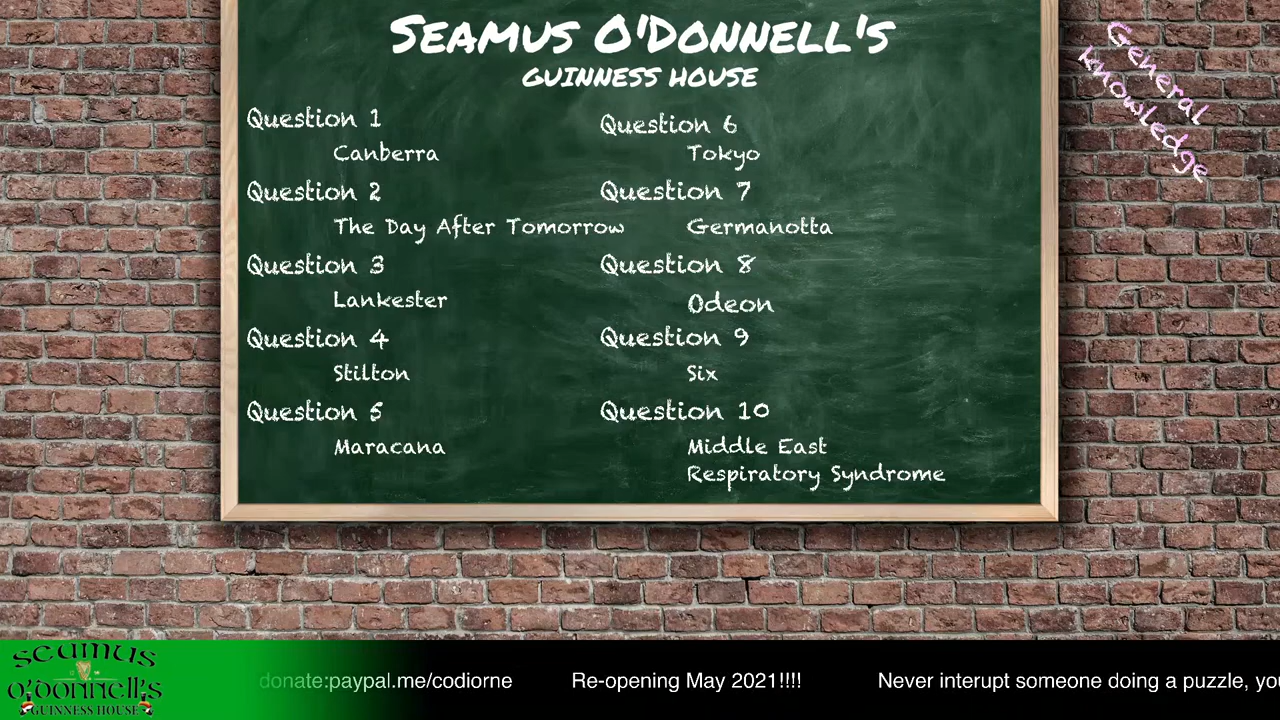 SEAMUS O'DONNELL'S
GUINNESS HOUSE
General
knowledge
Question 1
Canberra
Question 2
The Day After Tomorrow
Question 3
Lankester
Question 4
Stilton
Question 5
Maracana
Question 6
Tokyo
Question 7
Germanotta
Question 8
Odeon
Question 9
Six
Question 10
Middle East
Respiratory Syndrome
seamus
o'donnell's
GUINNESS HOUSE
donate:paypal.me/codiorne Re-opening May 2021!!!! Never interupt someone doing a puzzle, you